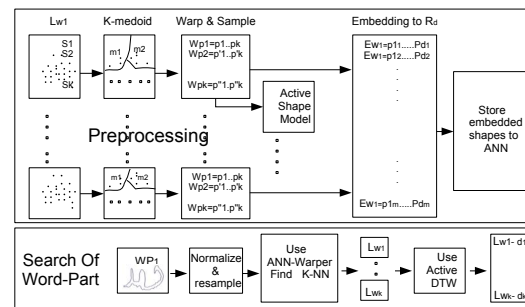 Lw1
K-medoid
Warp & Sample
Embedding to Rd
S1
S2
Sk
m1
m2
Wp1=p1..pk
Wp2=p'1..p'k
Wpk=p''1.p''k
Active
Shape
Model
Ew1=p11.....Pd1
Ew1=p12.....Pd2
Ew1=p1m.....Pdm
Store
embedded
shapes to
ANN
Preprocessing
m1
m2
Wp1=p1..pk
Wp2=p'1..p'k
Wpk=p''1.p''k
Search Of
Word-Part
WP1
Normalize
&
resample
Use
ANN-Warper
Find K-NN
Lw1
Lwk
Use
Active
DTW
Lw1- d1
Lwk- dk